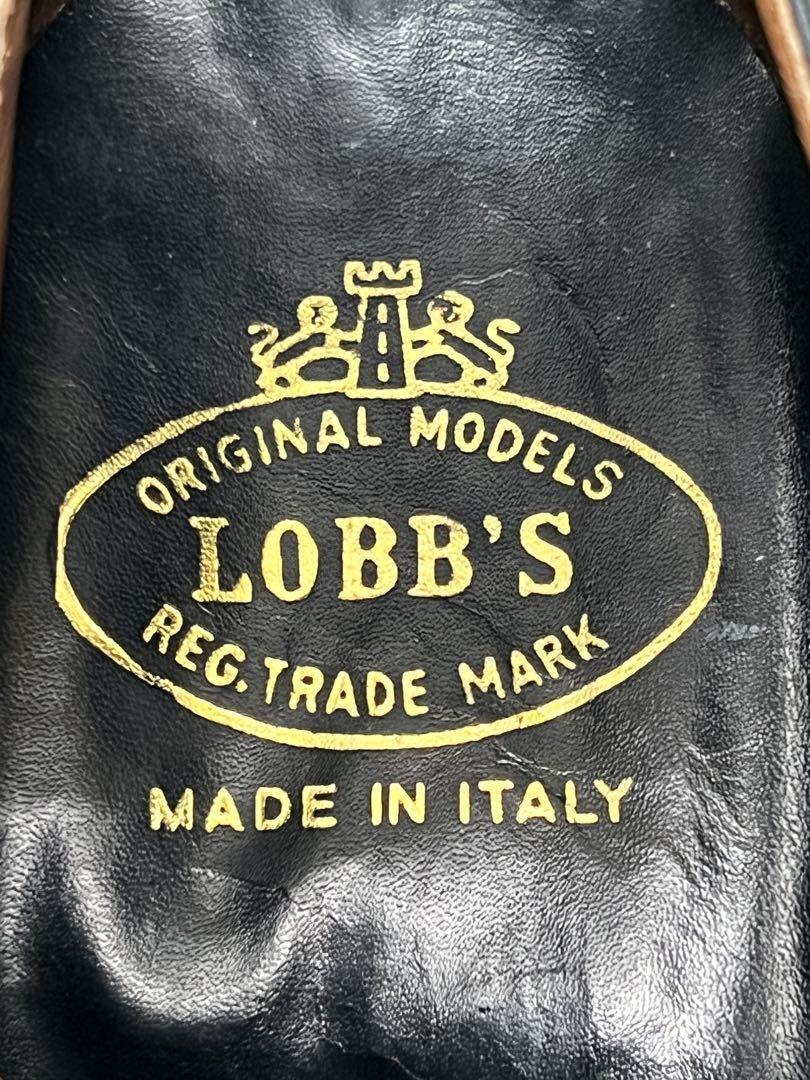 ORIGINAL MODELS
LOBB'S
REG. TRADE MARK
MADE IN ITALY